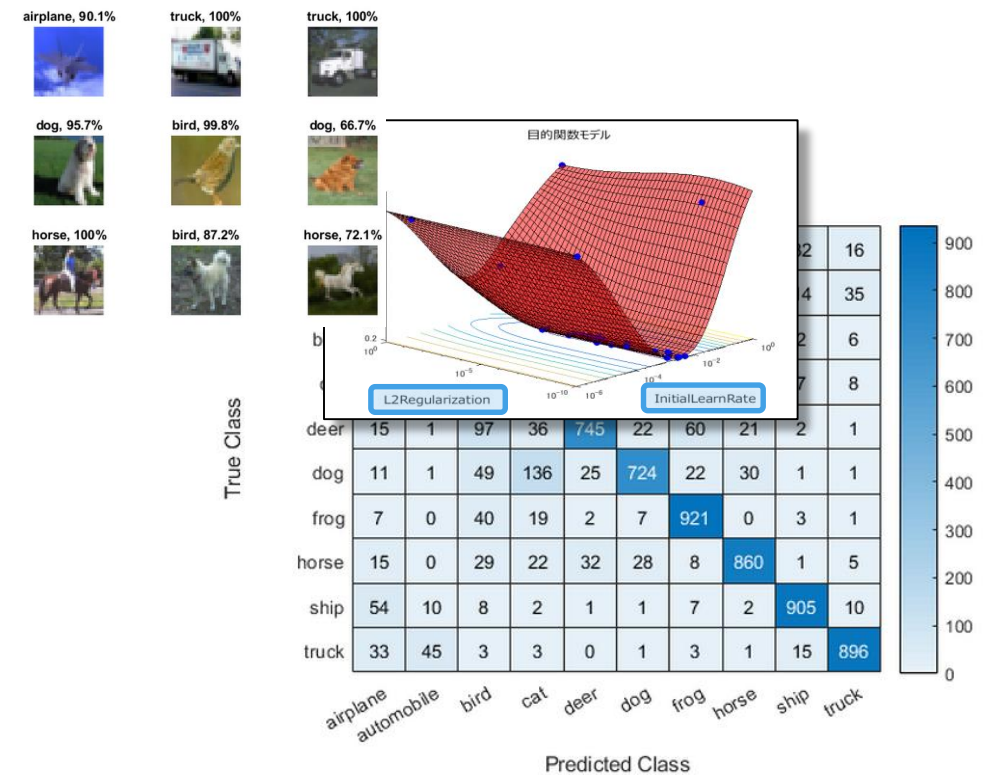 airplane, 90.1%
truck, 100%
truck, 100%
dog, 95.7%
bird, 99.8%
dog, 66.7%
horse, 100%
bird, 87.2%
horse, 72.1%
目的関数モデル
0.2
10⁰
10⁻⁵
10⁻¹⁰
10⁻⁶
10⁻⁴
10⁻²
10⁰
L2Regularization
InitialLearnRate
16
35
6
8
deer 15 1 97 36 745 22 60 21 2 1
dog 11 1 49 136 25 724 22 30 1 1
frog 7 0 40 19 2 7 921 0 3 1
horse 15 0 29 22 32 28 8 860 1 5
ship 54 10 8 2 1 1 7 2 905 10
truck 33 45 3 3 0 1 3 1 15 896
airplane
automobile
bird
cat
deer
dog
frog
horse
ship
truck
True Class
Predicted Class
900
800
700
600
500
400
300
200
100
0